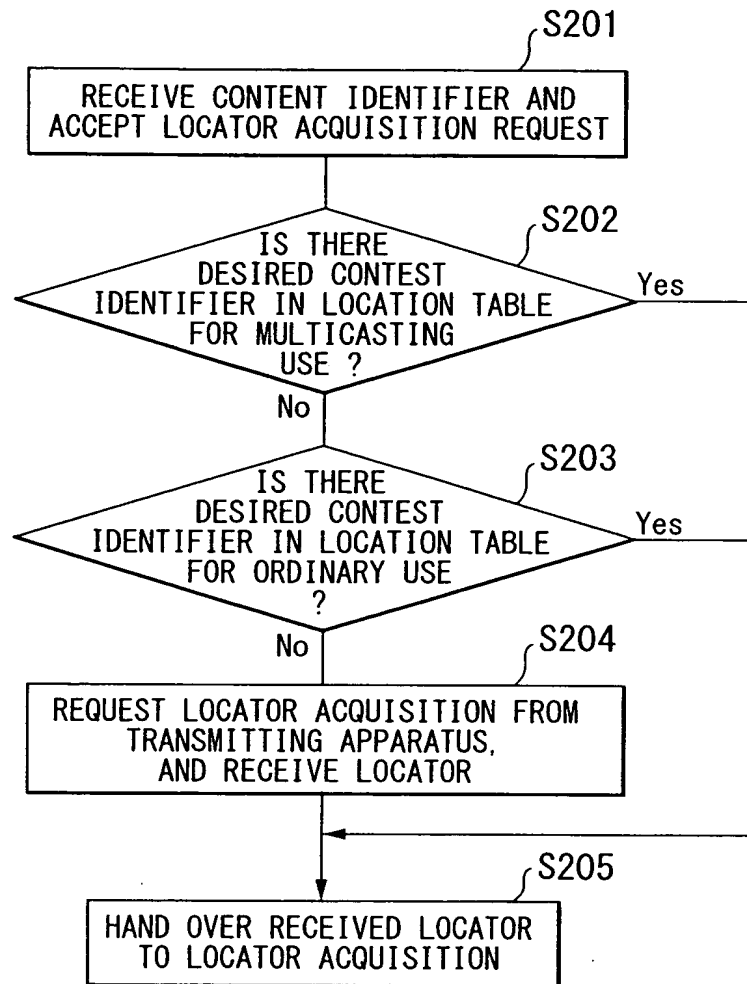 S201
RECEIVE CONTENT IDENTIFIER AND
ACCEPT LOCATOR ACQUISITION REQUEST
S202
IS THERE
DESIRED CONTEST
IDENTIFIER IN LOCATION TABLE
FOR MULTICASTING
USE ?
Yes
No
S203
IS THERE
DESIRED CONTEST
IDENTIFIER IN LOCATION TABLE
FOR ORDINARY USE
?
Yes
No
S204
REQUEST LOCATOR ACQUISITION FROM
TRANSMITTING APPARATUS,
AND RECEIVE LOCATOR
S205
HAND OVER RECEIVED LOCATOR
TO LOCATOR ACQUISITION